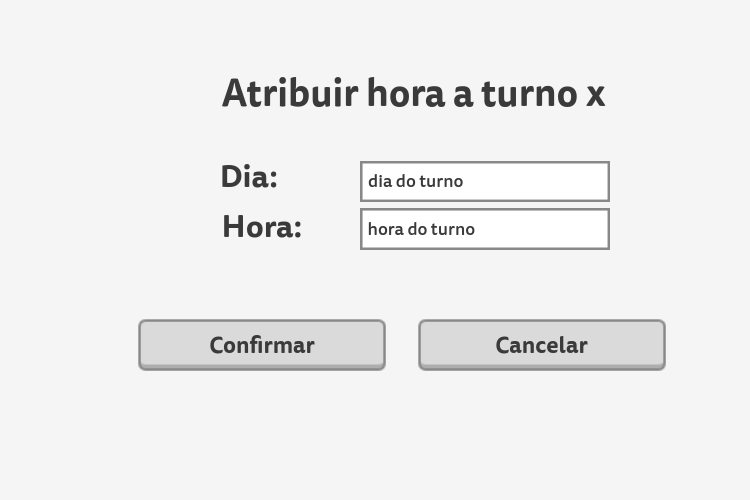 Atribuir hora a turno x
Dia:
dia do turno
Hora:
hora do turno
Confirmar
Cancelar